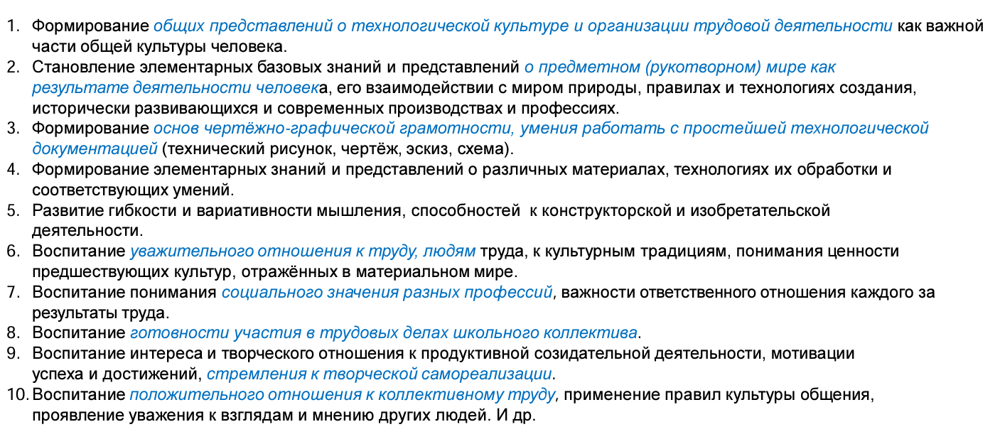 1. Формирование общих представлений о технологической культуре и организации трудовой деятельности как важной
части общей культуры человека.
2. Становление элементарных базовых знаний и представлений о предметном (рукотворном) мире как
результате деятельности человека, его взаимодействии с миром природы, правилах и технологиях создания,
исторически развивающихся и современных производствах и профессиях.
3. Формирование основ чертёжно-графической грамотности, умения работать с простейшей технологической
документацией (технический рисунок, чертёж, эскиз, схема).
4. Формирование элементарных знаний и представлений о различных материалах, технологиях их обработки и
соответствующих умений.
5. Развитие гибкости и вариативности мышления, способностей к конструкторской и изобретательской
деятельности.
6. Воспитание уважительного отношения к труду, людям труда, к культурным традициям, понимания ценности
предшествующих культур, отражённых в материальном мире.
7. Воспитание понимания социального значения разных профессий, важности ответственного отношения каждого за
результаты труда.
8. Воспитание готовности участия в трудовых делах школьного коллектива.
9. Воспитание интереса и творческого отношения к продуктивной созидательной деятельности, мотивации
успеха и достижений, стремления к творческой самореализации.
10. Воспитание положительного отношения к коллективному труду, применение правил культуры общения,
проявление уважения к взглядам и мнению других людей. И др.